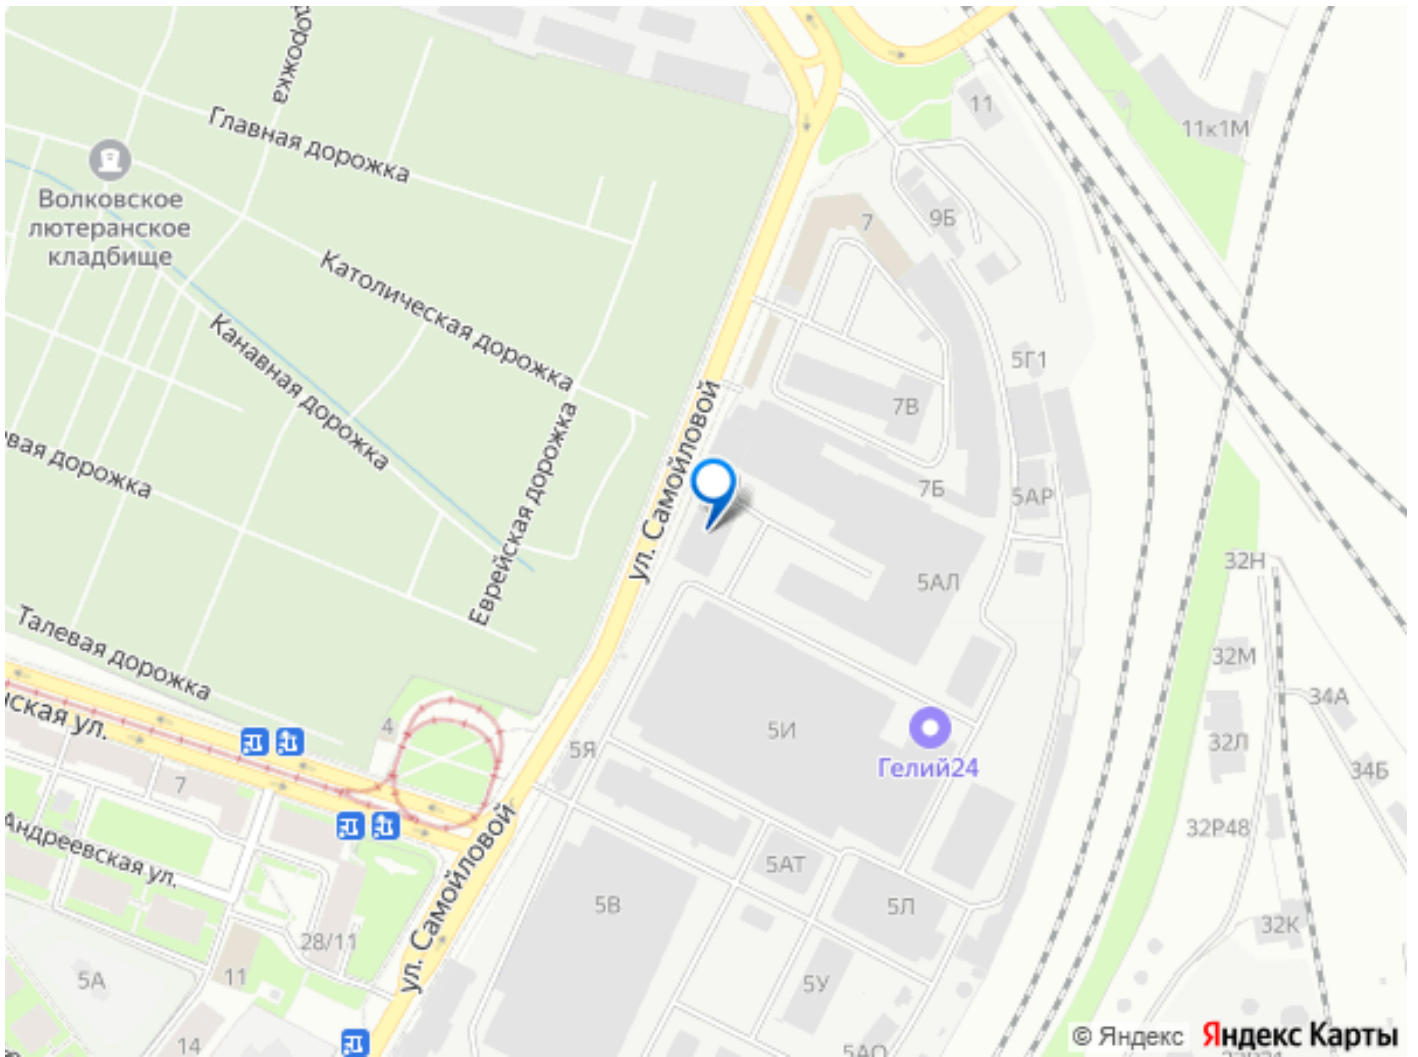 дорожка
Главная дорожка
Волковское
лютеранское
кладбище
Католическая дорожка
Канавная дорожка
Еврейская дорожка
дорожка
Талевая дорожка
ул.
Андреевская ул.
ул. Самойловой
ул. Самойловой
11
11к1М
7
9Б
5Г1
7В
7Б
5АР
5АЛ
32Н
32М
34А
32Л
34Б
32Р48
32К
4
5Я
5И
Гелий24
7
5АТ
5В
5Л
28/11
5А
11
5У
14
5АО
© Яндекс
Яндекс Карты